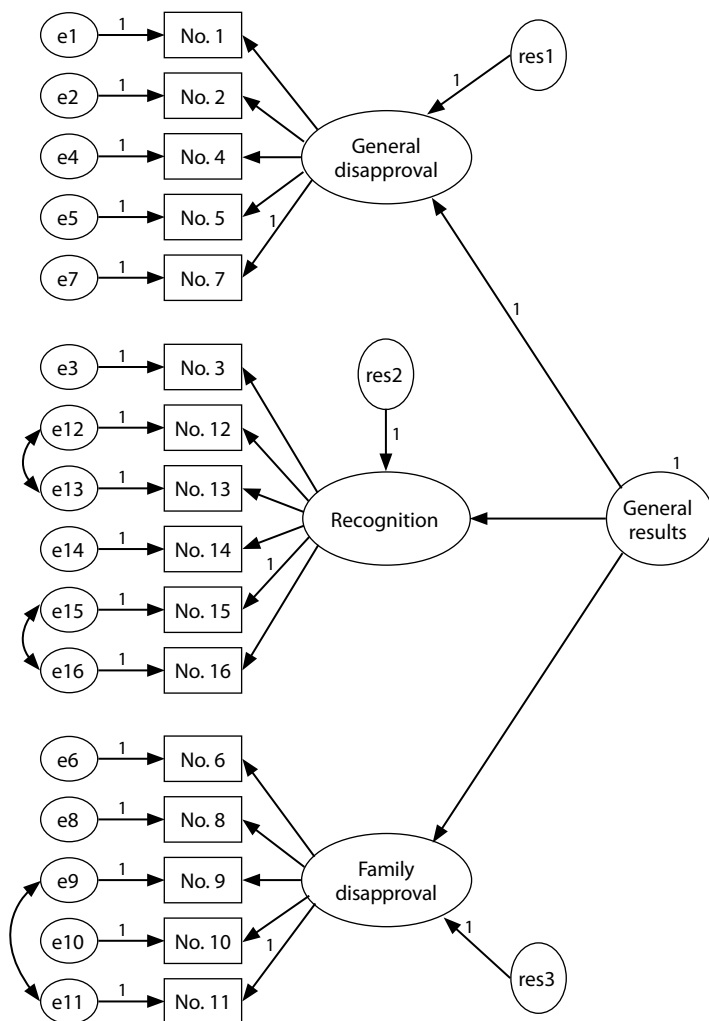 e1 1 No. 1
res1
1
e2 1 No. 2
General
disapproval
e4 1 No. 4
e5 1 No. 5
1
e7 1 No. 7
1
e3 1 No. 3
res2
e12 1 No. 12
1
e13 1 No. 13
1
Recognition
General
results
e14 1 No. 14
1
e15 1 No. 15
e16 1 No. 16
e6 1 No. 6
e8 1 No. 8
e9 1 No. 9
Family
disapproval
e10 1 No. 10
1
1
e11 1 No. 11
res3